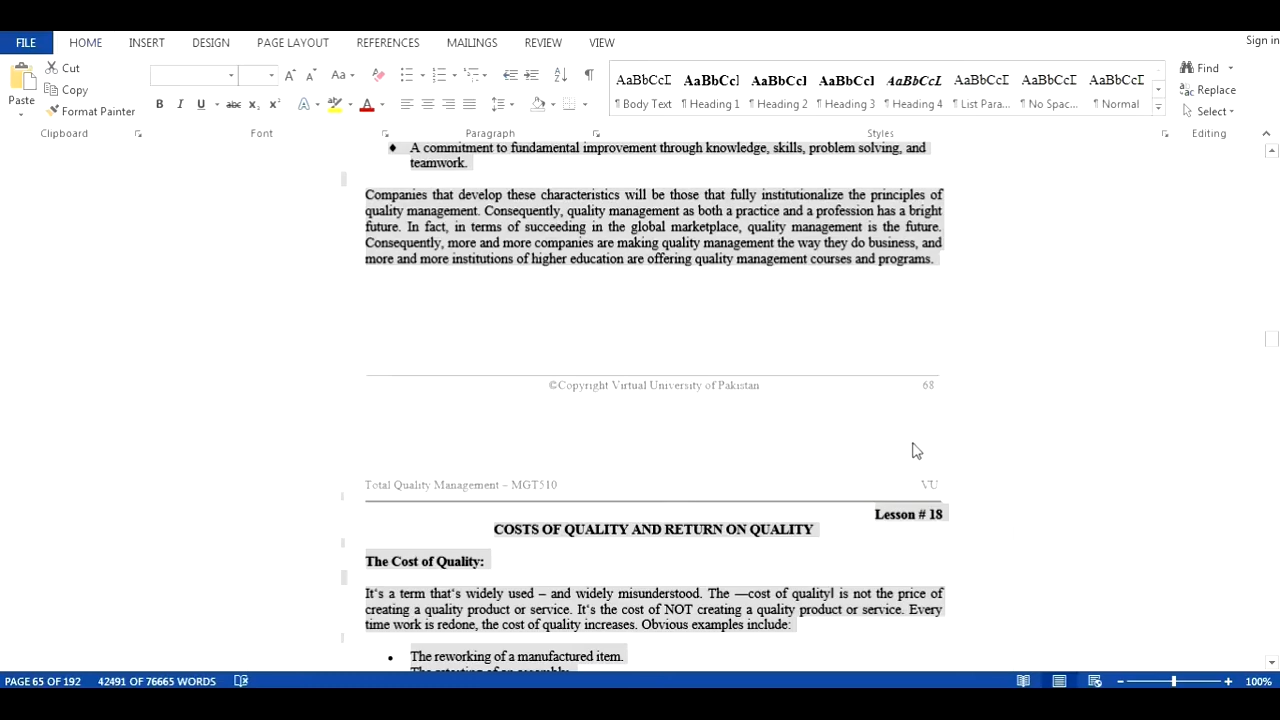 FILE HOME INSERT DESIGN PAGE LAYOUT REFERENCES MAILINGS REVIEW VIEW Sign in
Paste
Cut
Copy
Format Painter
Clipboard
Aa
Font
Paragraph
AaBbCcI AaBbCcl AaBbCcl AaBbCcl AaBbCcI AaBbCcI AaBbCcI AaBbCcI
¶ Body Text ¶ Heading 1 ¶ Heading 2 ¶ Heading 3 ¶ Heading 4 ¶ List Para... ¶ No Spac... ¶ Normal
Styles
Find
Replace
Select
Editing
♦ A commitment to fundamental improvement through knowledge, skills, problem solving, and
teamwork.
Companies that develop these characteristics will be those that fully institutionalize the principles of
quality management. Consequently, quality management as both a practice and a profession has a bright
future. In fact, in terms of succeeding in the global marketplace, quality management is the future.
Consequently, more and more companies are making quality management the way they do business, and
more and more institutions of higher education are offering quality management courses and programs.
©Copyright Virtual University of Pakistan 68
Total Quality Management – MGT510 VU
Lesson # 18
COSTS OF QUALITY AND RETURN ON QUALITY
The Cost of Quality:
It‘s a term that‘s widely used – and widely misunderstood. The ―cost of quality‖ is not the price of
creating a quality product or service. It‘s the cost of NOT creating a quality product or service. Every
time work is redone, the cost of quality increases. Obvious examples include:
• The reworking of a manufactured item.
PAGE 65 OF 192 42491 OF 76665 WORDS 100%